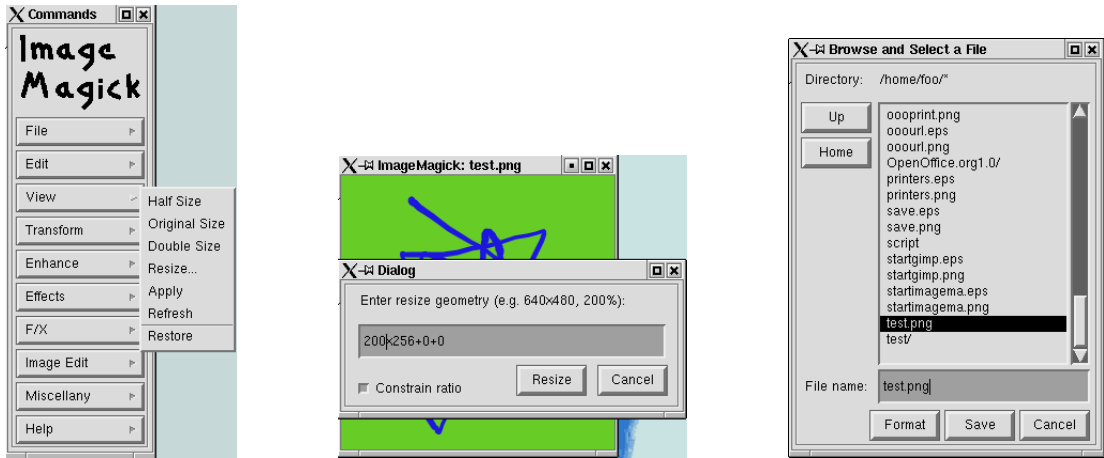 Commands
Image
Magick
File
Edit
View
Transform
Enhance
Effects
F/X
Image Edit
Miscellany
Help
Half Size
Original Size
Double Size
Resize...
Apply
Refresh
Restore
ImageMagick: test.png
Dialog
Enter resize geometry (e.g. 640x480, 200%):
200x256+0+0
Constrain ratio
Resize
Cancel
Browse and Select a File
Directory: /home/foo/*
Up
Home
oooprint.png
ooourl.eps
ooourl.png
OpenOffice.org1.0/
printers.eps
printers.png
save.eps
save.png
script
startgimp.eps
startgimp.png
startimagema.eps
startimagema.png
test.png
test/
File name: test.png
Format
Save
Cancel